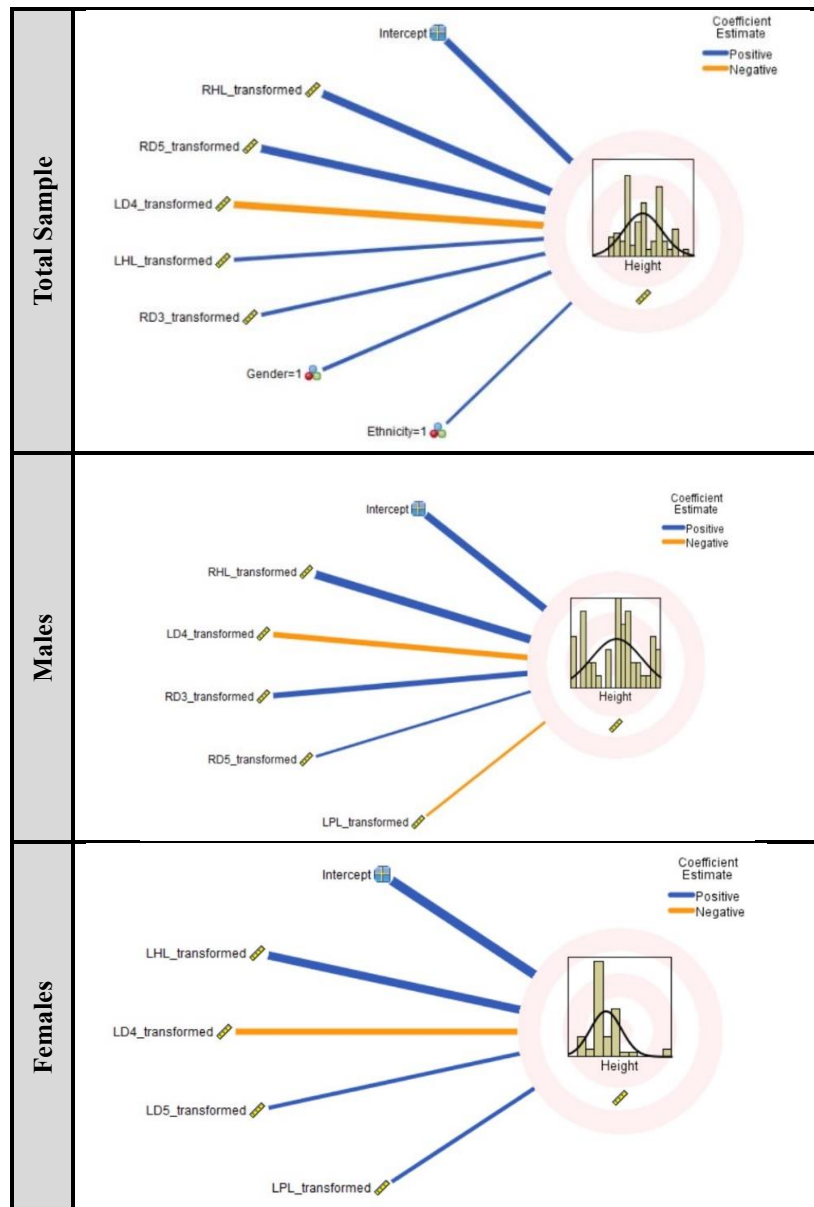 Total Sample
Intercept
Coefficient
Estimate
Positive
Negative
RHL_transformed
RD5_transformed
LD4_transformed
LHL_transformed
RD3_transformed
Gender=1
Ethnicity=1
Height
Males
Intercept
Coefficient
Estimate
Positive
Negative
RHL_transformed
LD4_transformed
RD3_transformed
RD5_transformed
LPL_transformed
Height
Females
Intercept
Coefficient
Estimate
Positive
Negative
LHL_transformed
LD4_transformed
LD5_transformed
LPL_transformed
Height